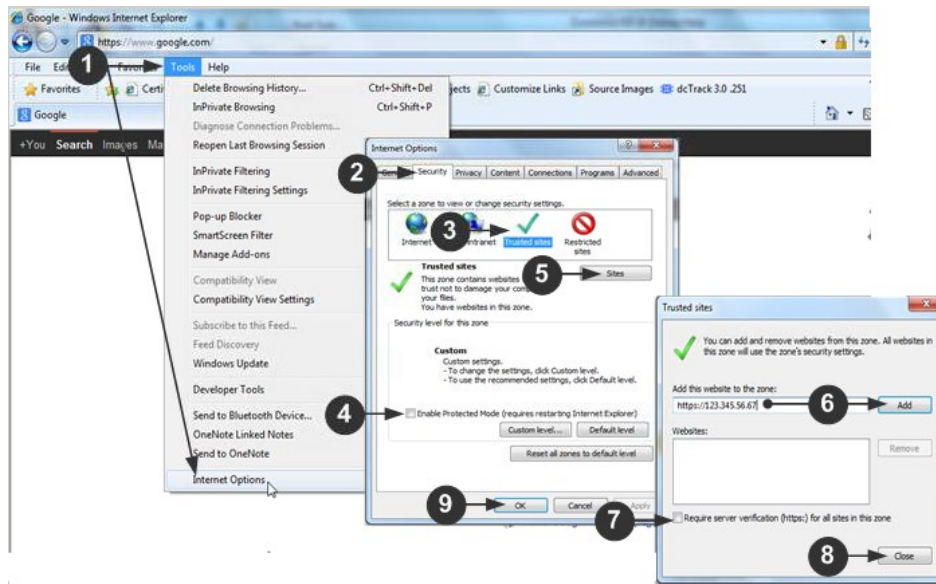 Google - Windows Internet Explorer
https://www.google.com/
File Tools Help
Favorites Customize Links Source Images dcTrack 3.0 .251
Google
+You Search Images
1
Delete Browsing History... Ctrl+Shift+Del
InPrivate Browsing Ctrl+Shift+P
Diagnose Connection Problems...
Reopen Last Browsing Session
InPrivate Filtering
InPrivate Filtering Settings
Pop-up Blocker
SmartScreen Filter
Manage Add-ons
Compatibility View
Compatibility View Settings
Subscribe to this Feed...
Feed Discovery
Windows Update
Developer Tools
Send to Bluetooth Device...
OneNote Linked Notes
Send to OneNote
Internet Options
Internet Options
2
Security Privacy Content Connections Programs Advanced
Select a zone to view or change security settings.
3
Internet Trusted sites Restricted
sites
Trusted sites
5 Sites
This zone contains websites
trust not to damage your
your files.
You have websites in this zone.
Security level for this zone
Custom
Custom settings.
- To change the settings, click Custom level.
- To use the recommended settings, click Default level.
4 Enable Protected Mode (requires restarting Internet Explorer)
Custom level... Default level
Reset all zones to default level
9 OK Cancel Apply
Trusted sites
You can add and remove websites from this zone. All websites in
this zone will use the zone's security settings.
Add this website to the zone:
https://123.345.56.67 6 Add
Websites:
Remove
7 Require server verification (https:) for all sites in this zone
8 Close